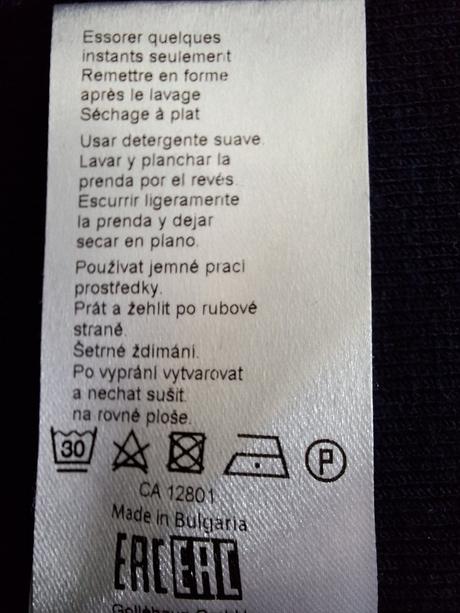 Essorer quelques
instants seulement
Remettre en forme
après le lavage
Séchage à plat
Usar detergente suave.
Lavar y planchar la
prenda por el revés.
Escurrir ligeramente
la prenda y dejar
secar en plano.
Používat jemné praci
prostředky.
Prát a žehlit po rubové
straně.
Šetrné ždímání.
Po vyprání vytvarovat
a nechat sušit.
na rovné ploše.
30 P
CA 12801
Made in Bulgaria
EAC EAC